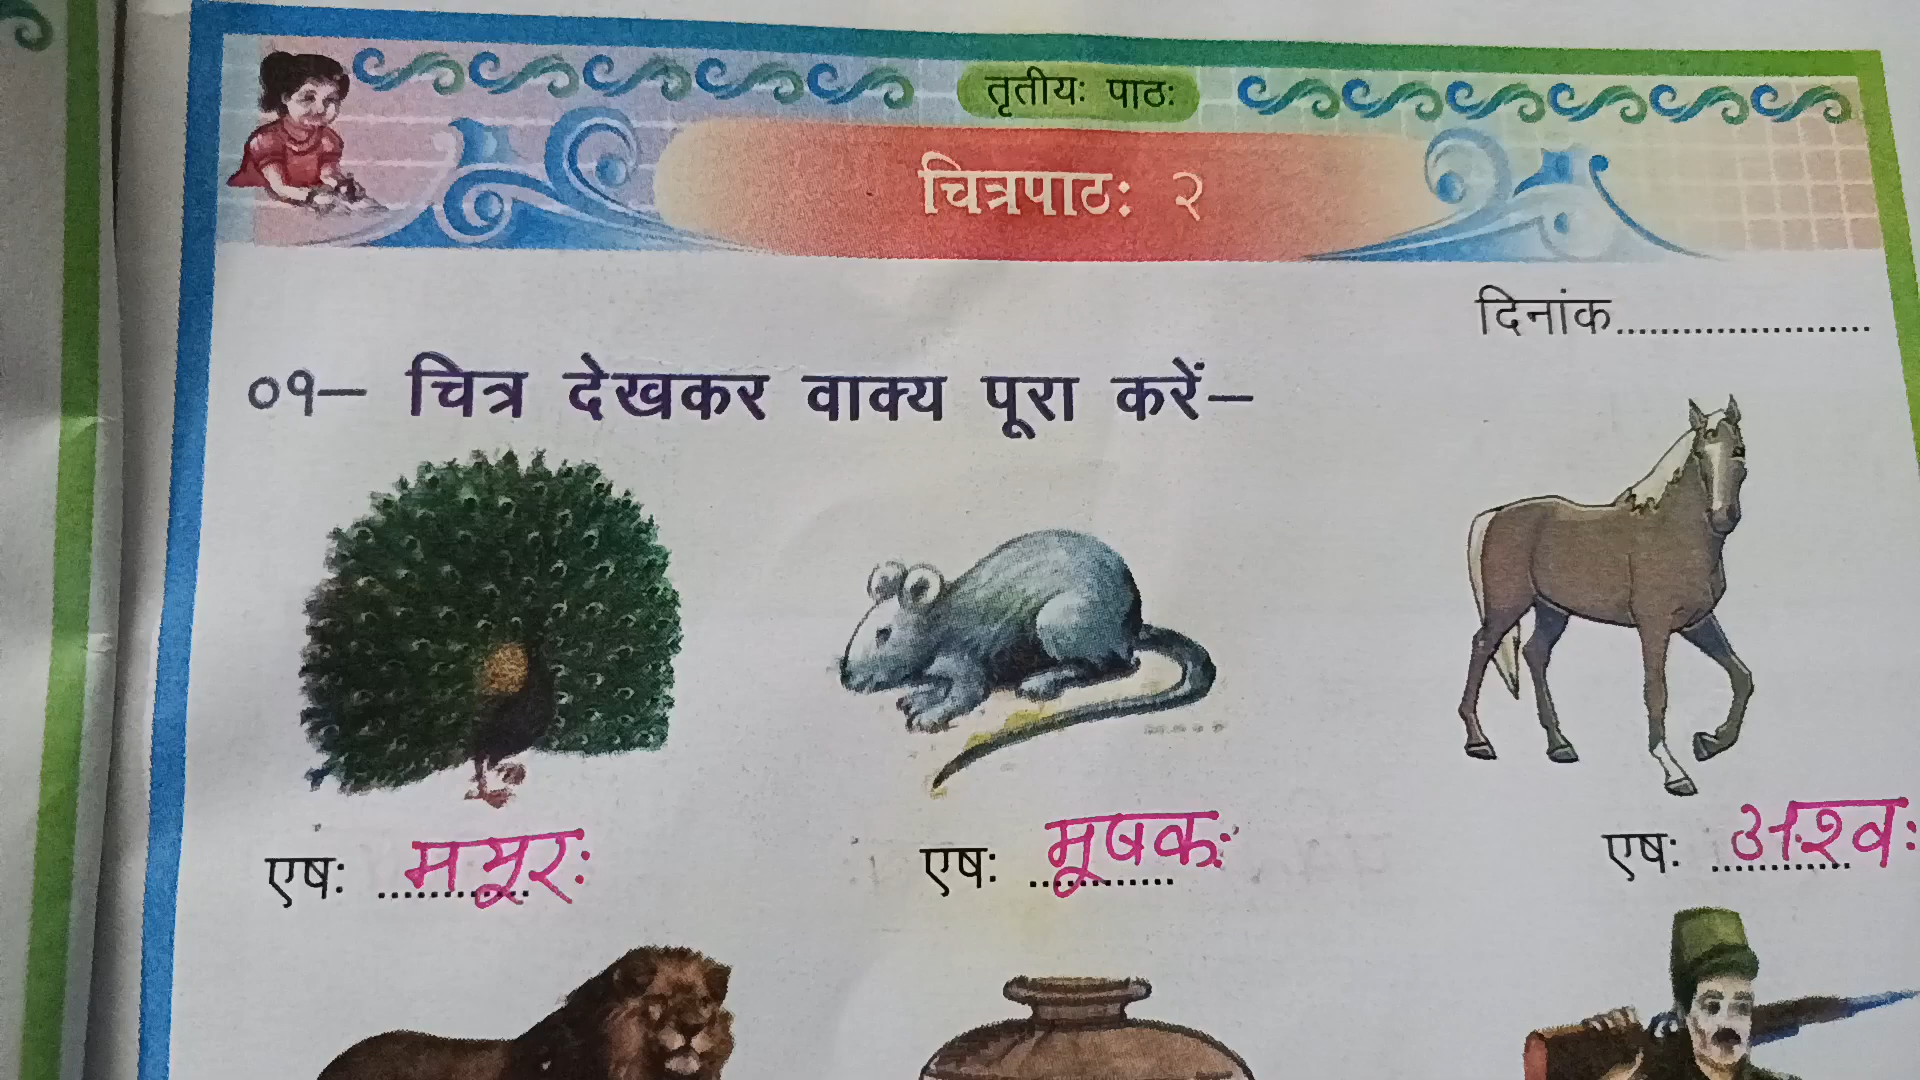 तृतीयः पाठः
चित्रपाठः २
दिनांक......................
०१– चित्र देखकर वाक्य पूरा करें–
एषः मयूरः एषः मूषकः एषः अश्वः